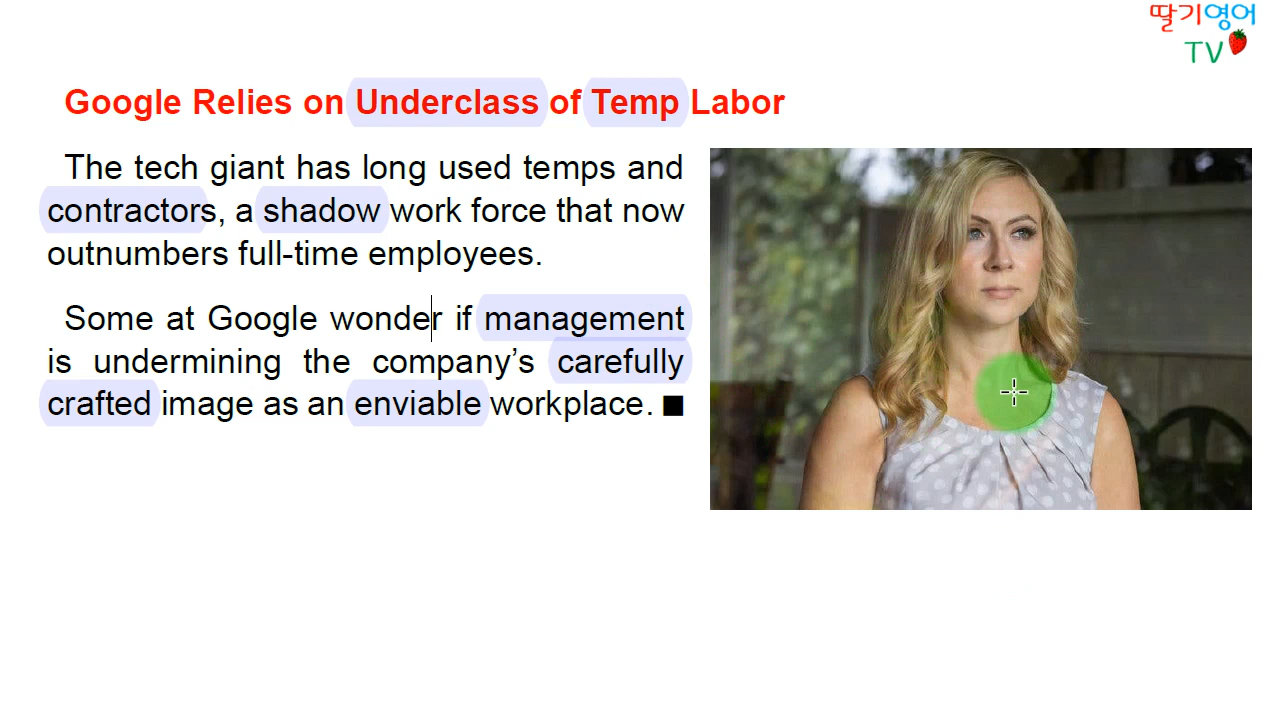 딸기영어
TV
Google Relies on Underclass of Temp Labor
The tech giant has long used temps and
contractors, a shadow work force that now
outnumbers full-time employees.
Some at Google wonder if management
is undermining the company’s carefully
crafted image as an enviable workplace. ■